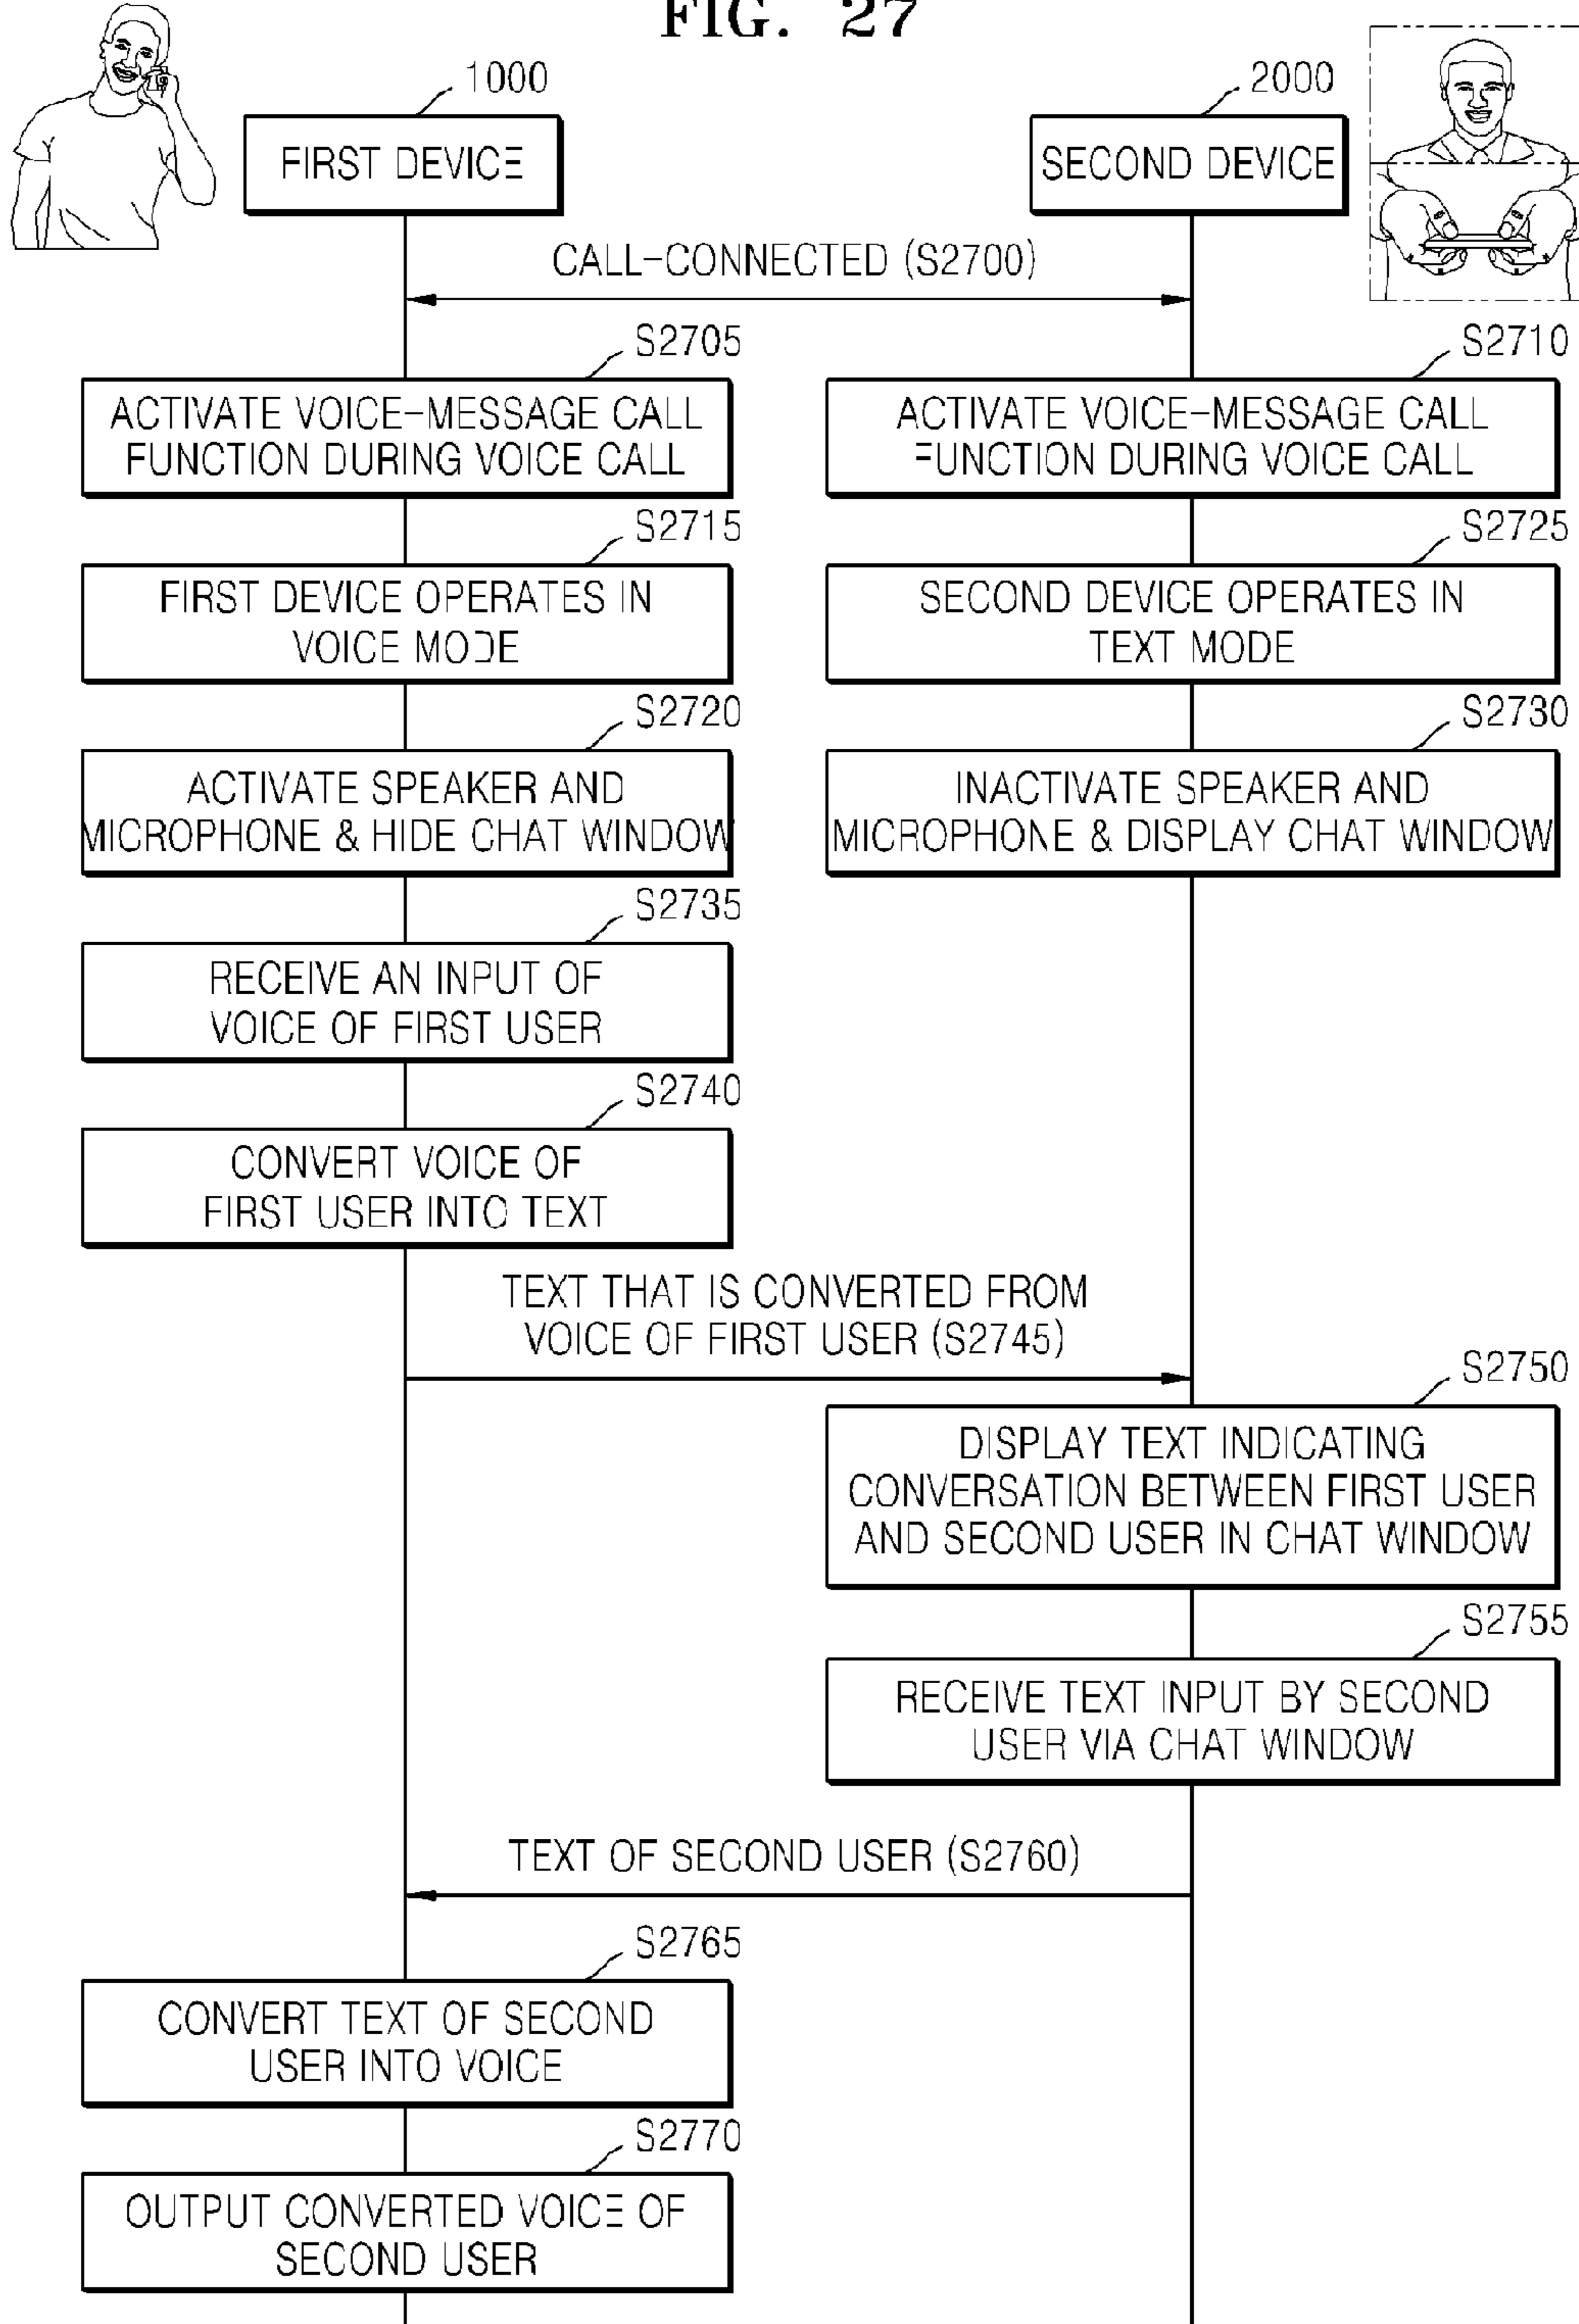 FIG. 27
1000
2000
FIRST DEVICE
SECOND DEVICE
CALL-CONNECTED (S2700)
S2705
S2710
ACTIVATE VOICE-MESSAGE CALL
FUNCTION DURING VOICE CALL
ACTIVATE VOICE-MESSAGE CALL
FUNCTION DURING VOICE CALL
S2715
S2725
FIRST DEVICE OPERATES IN
VOICE MODE
SECOND DEVICE OPERATES IN
TEXT MODE
S2720
S2730
ACTIVATE SPEAKER AND
MICROPHONE & HIDE CHAT WINDOW
INACTIVATE SPEAKER AND
MICROPHONE & DISPLAY CHAT WINDOW
S2735
RECEIVE AN INPUT OF
VOICE OF FIRST USER
S2740
CONVERT VOICE OF
FIRST USER INTO TEXT
TEXT THAT IS CONVERTED FROM
VOICE OF FIRST USER (S2745)
S2750
DISPLAY TEXT INDICATING
CONVERSATION BETWEEN FIRST USER
AND SECOND USER IN CHAT WINDOW
S2755
RECEIVE TEXT INPUT BY SECOND
USER VIA CHAT WINDOW
TEXT OF SECOND USER (S2760)
S2765
CONVERT TEXT OF SECOND
USER INTO VOICE
S2770
OUTPUT CONVERTED VOICE OF
SECOND USER